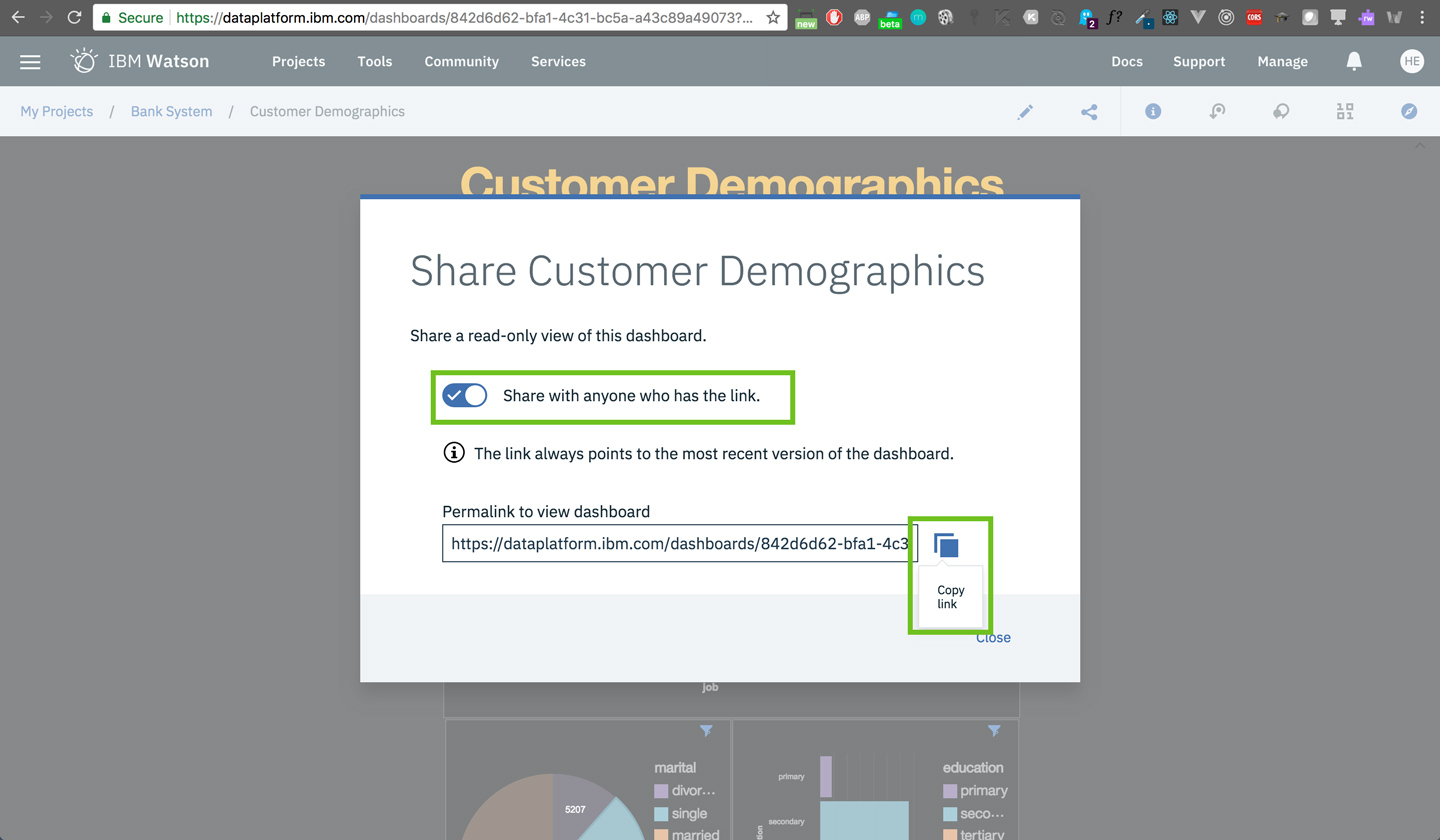 Secure https://dataplatform.ibm.com/dashboards/842d6d62-bfa1-4c31-bc5a-a43c89a49073?...
new
ABP
beta
m
K
2
f?
CORS
rw
IBM Watson
Projects
Tools
Community
Services
Docs
Support
Manage
HE
My Projects / Bank System / Customer Demographics
Customer Demographics
Share Customer Demographics
Share a read-only view of this dashboard.
Share with anyone who has the link.
The link always points to the most recent version of the dashboard.
Permalink to view dashboard
https://dataplatform.ibm.com/dashboards/842d6d62-bfa1-4c3
Copy
link
Close
job
marital
divor...
single
married
5207
primary
secondary
education
primary
seco...
tertiary